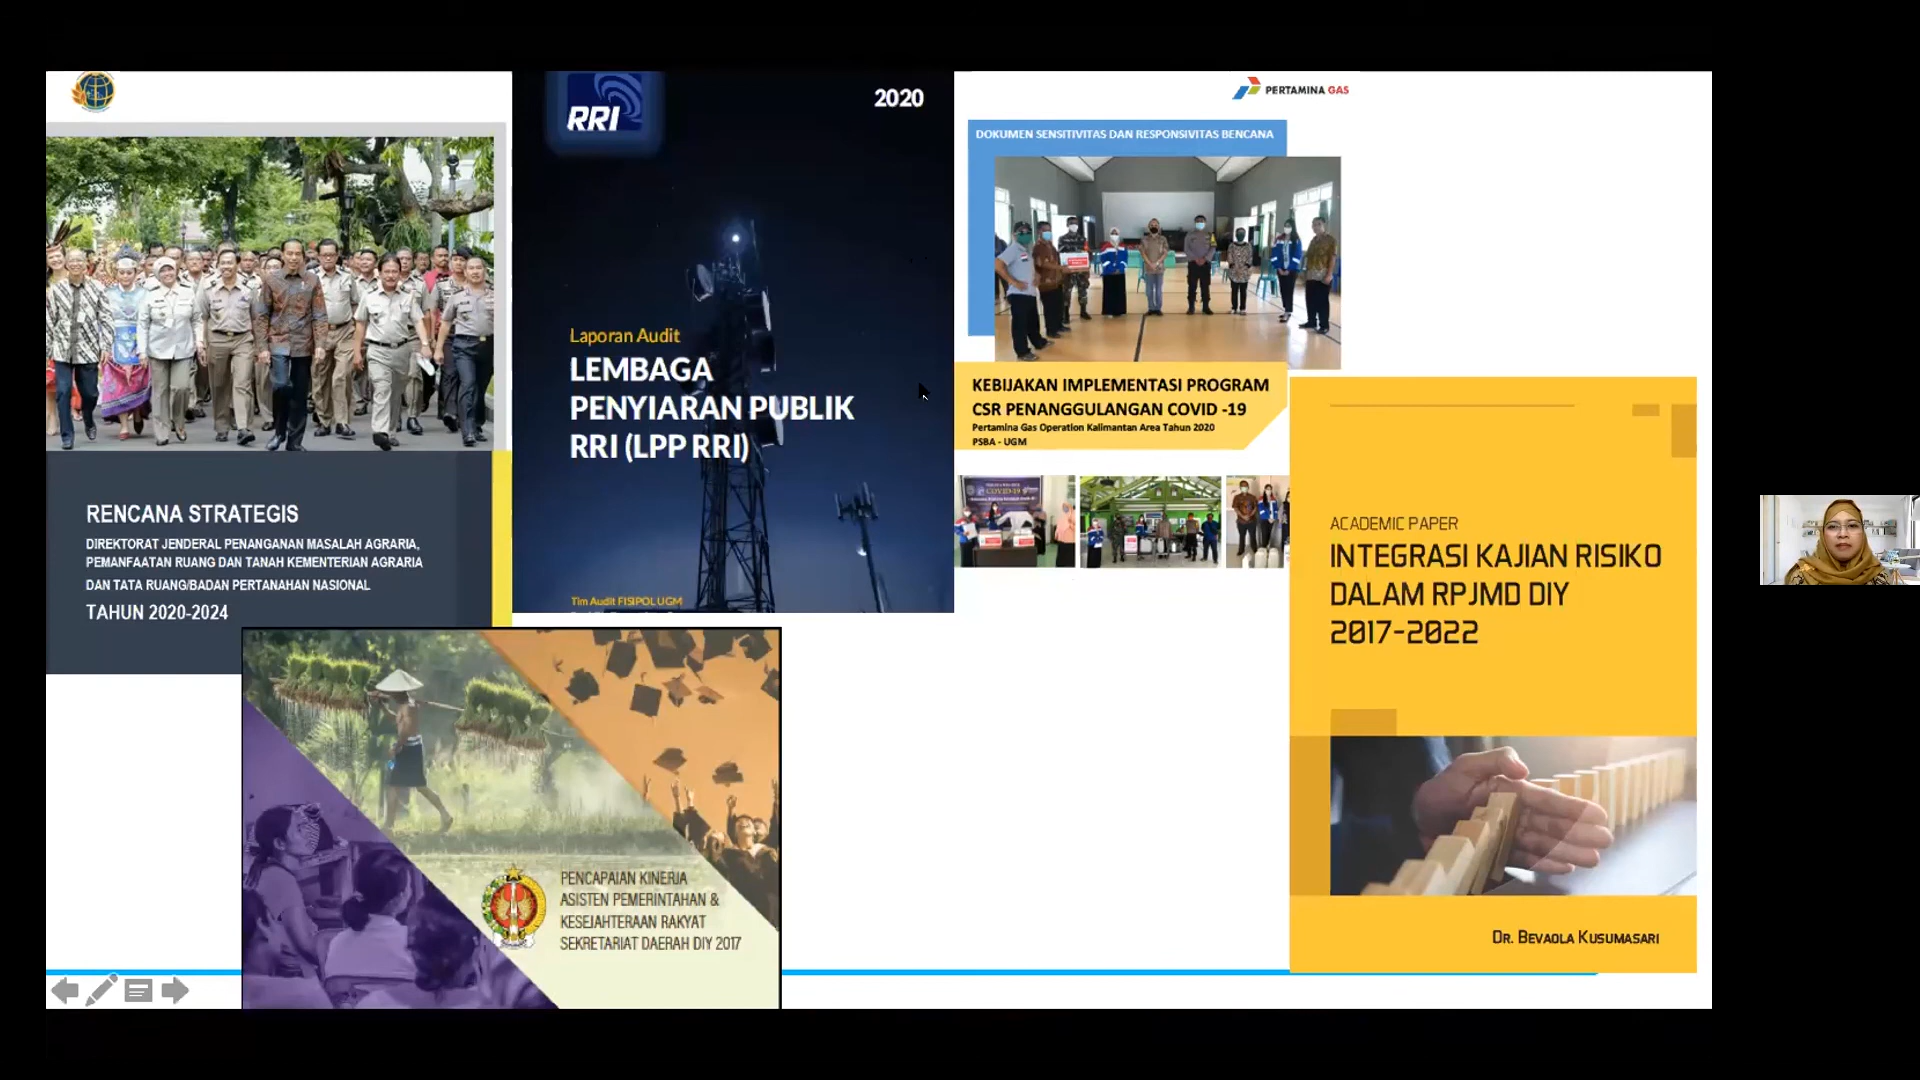 RENCANA STRATEGIS
DIREKTORAT JENDERAL PENANGANAN MASALAH AGRARIA,
PEMANFAATAN RUANG DAN TANAH KEMENTERIAN AGRARIA
DAN TATA RUANG/BADAN PERTANAHAN NASIONAL
TAHUN 2020-2024
RRI
2020
Laporan Audit
LEMBAGA
PENYIARAN PUBLIK
RRI (LPP RRI)
Tim Audit FISIPOL UGM
PERTAMINA GAS
DOKUMEN SENSITIVITAS DAN RESPONSIVITAS BENCANA
KEBIJAKAN IMPLEMENTASI PROGRAM
CSR PENANGGULANGAN COVID -19
Pertamina Gas Operation Kalimantan Area Tahun 2020
PSBA - UGM
COVID-19
ACADEMIC PAPER
INTEGRASI KAJIAN RISIKO
DALAM RPJMD DIY
2017-2022
DR. BEVAOLA KUSUMASARI
PENCAPAIAN KINERJA
ASISTEN PEMERINTAHAN &
KESEJAHTERAAN RAKYAT
SEKRETARIAT DAERAH DIY 2017